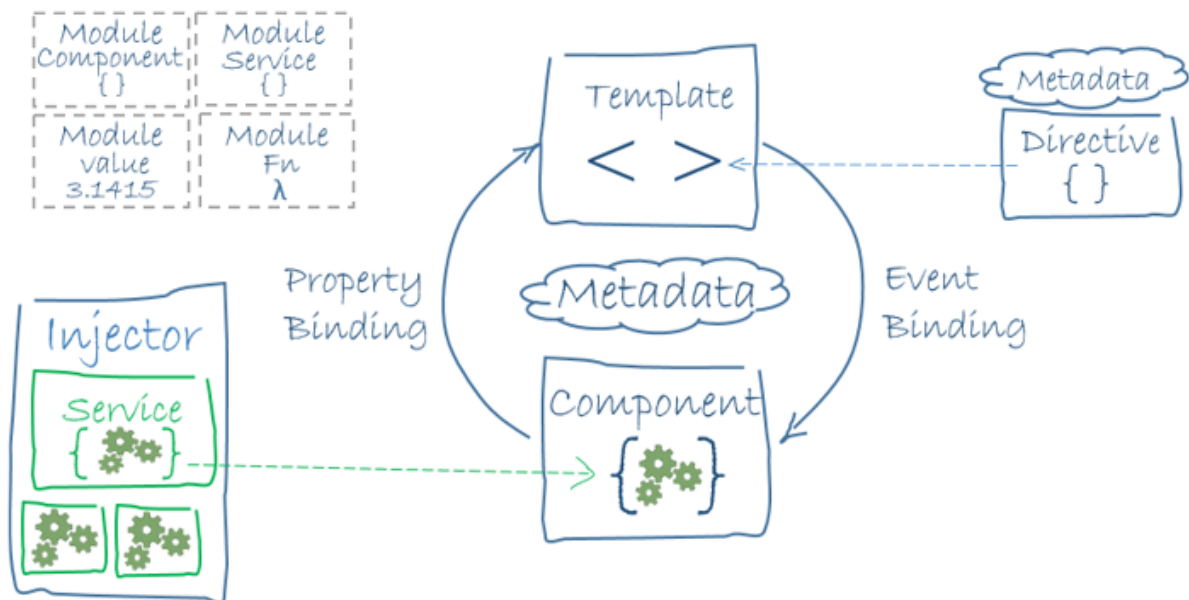 Module
Component
{ }
Module
Service
{ }
Module
value
3.1415
Module
Fn
λ
Template
< >
Metadata
Directive
{ }
Property
Binding
Metadata
Event
Binding
Injector
Service
{ }
Component
{ }